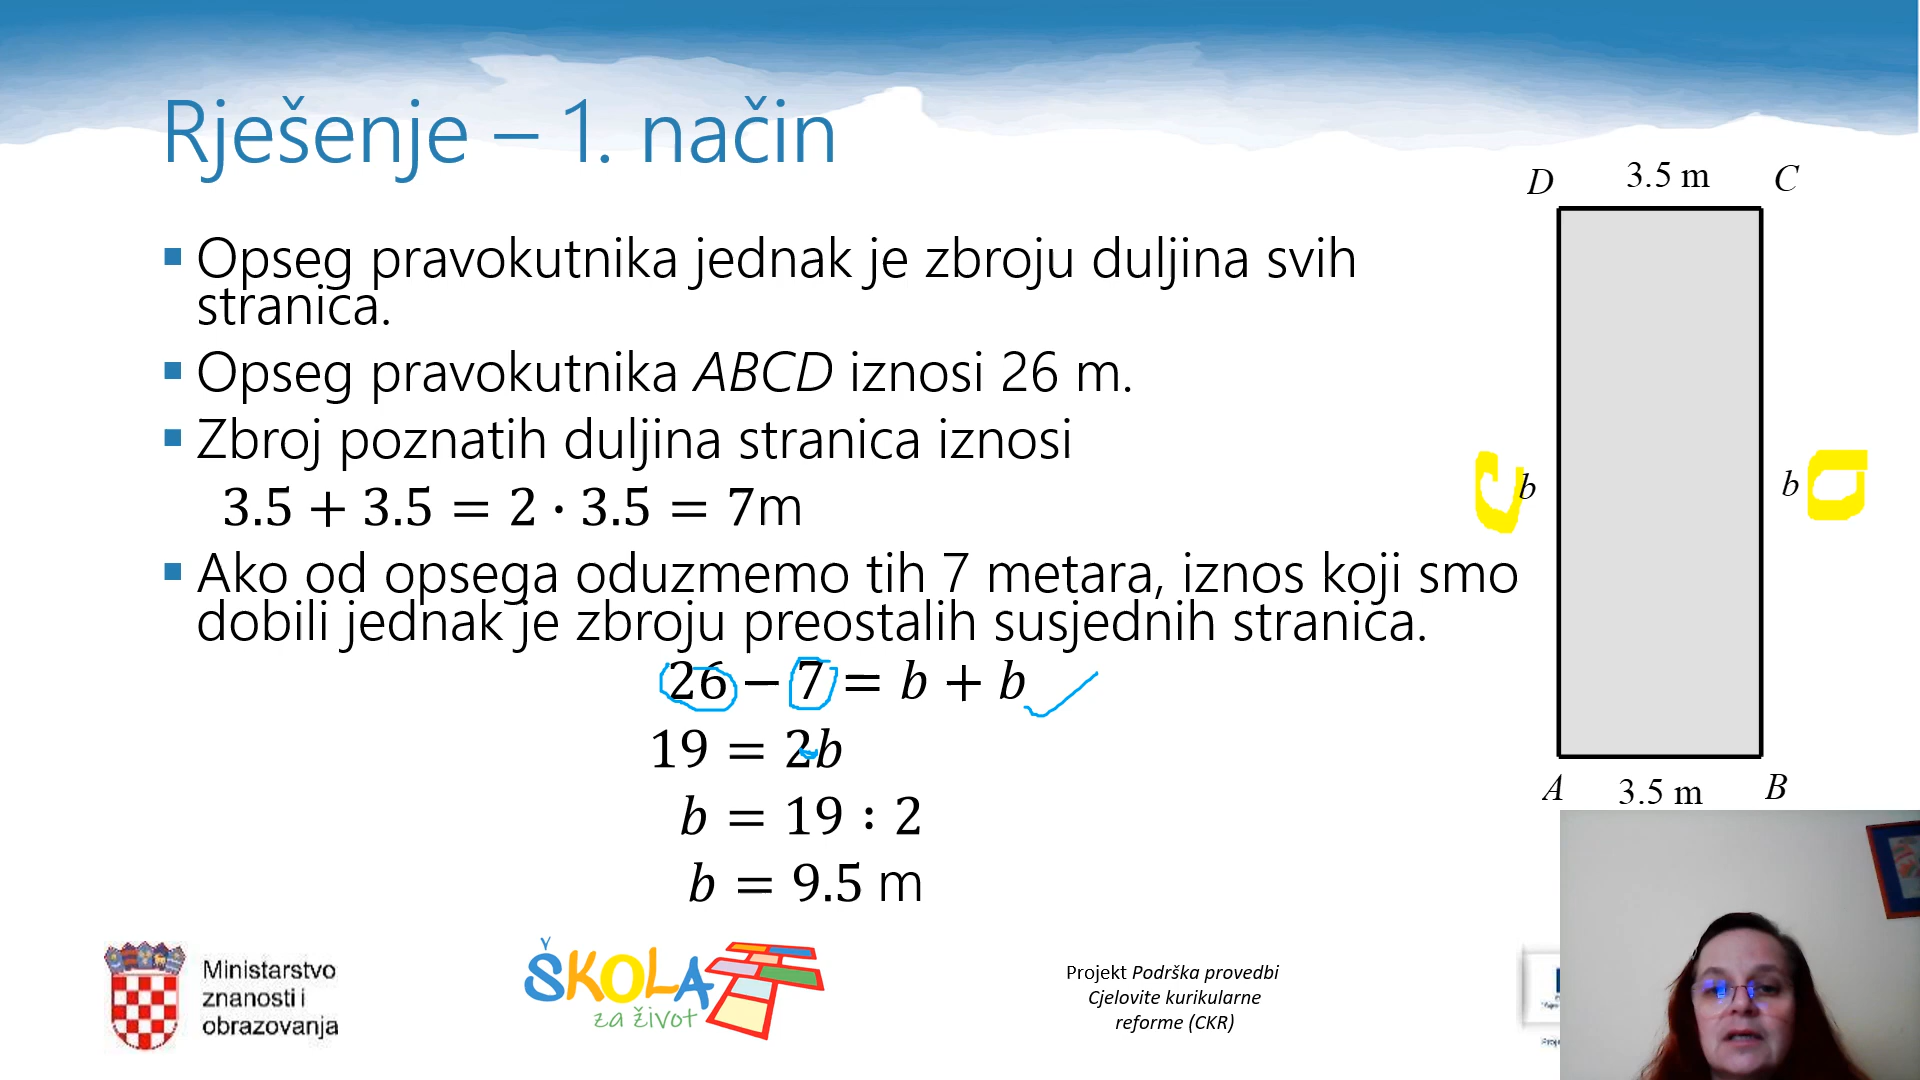 Rješenje – 1. način
D 3.5 m C
▪ Opseg pravokutnika jednak je zbroju duljina svih
stranica.
▪ Opseg pravokutnika ABCD iznosi 26 m.
▪ Zbroj poznatih duljina stranica iznosi
3.5 + 3.5 = 2 · 3.5 = 7m
b b
▪ Ako od opsega oduzmemo tih 7 metara, iznos koji smo
dobili jednak je zbroju preostalih susjednih stranica.
26 − 7 = b + b
19 = 2b
b = 19 : 2
b = 9.5 m
A 3.5 m B
Ministarstvo
znanosti i
obrazovanja
ŠKOLA
za život
Projekt Podrška provedbi
Cjelovite kurikularne
reforme (CKR)